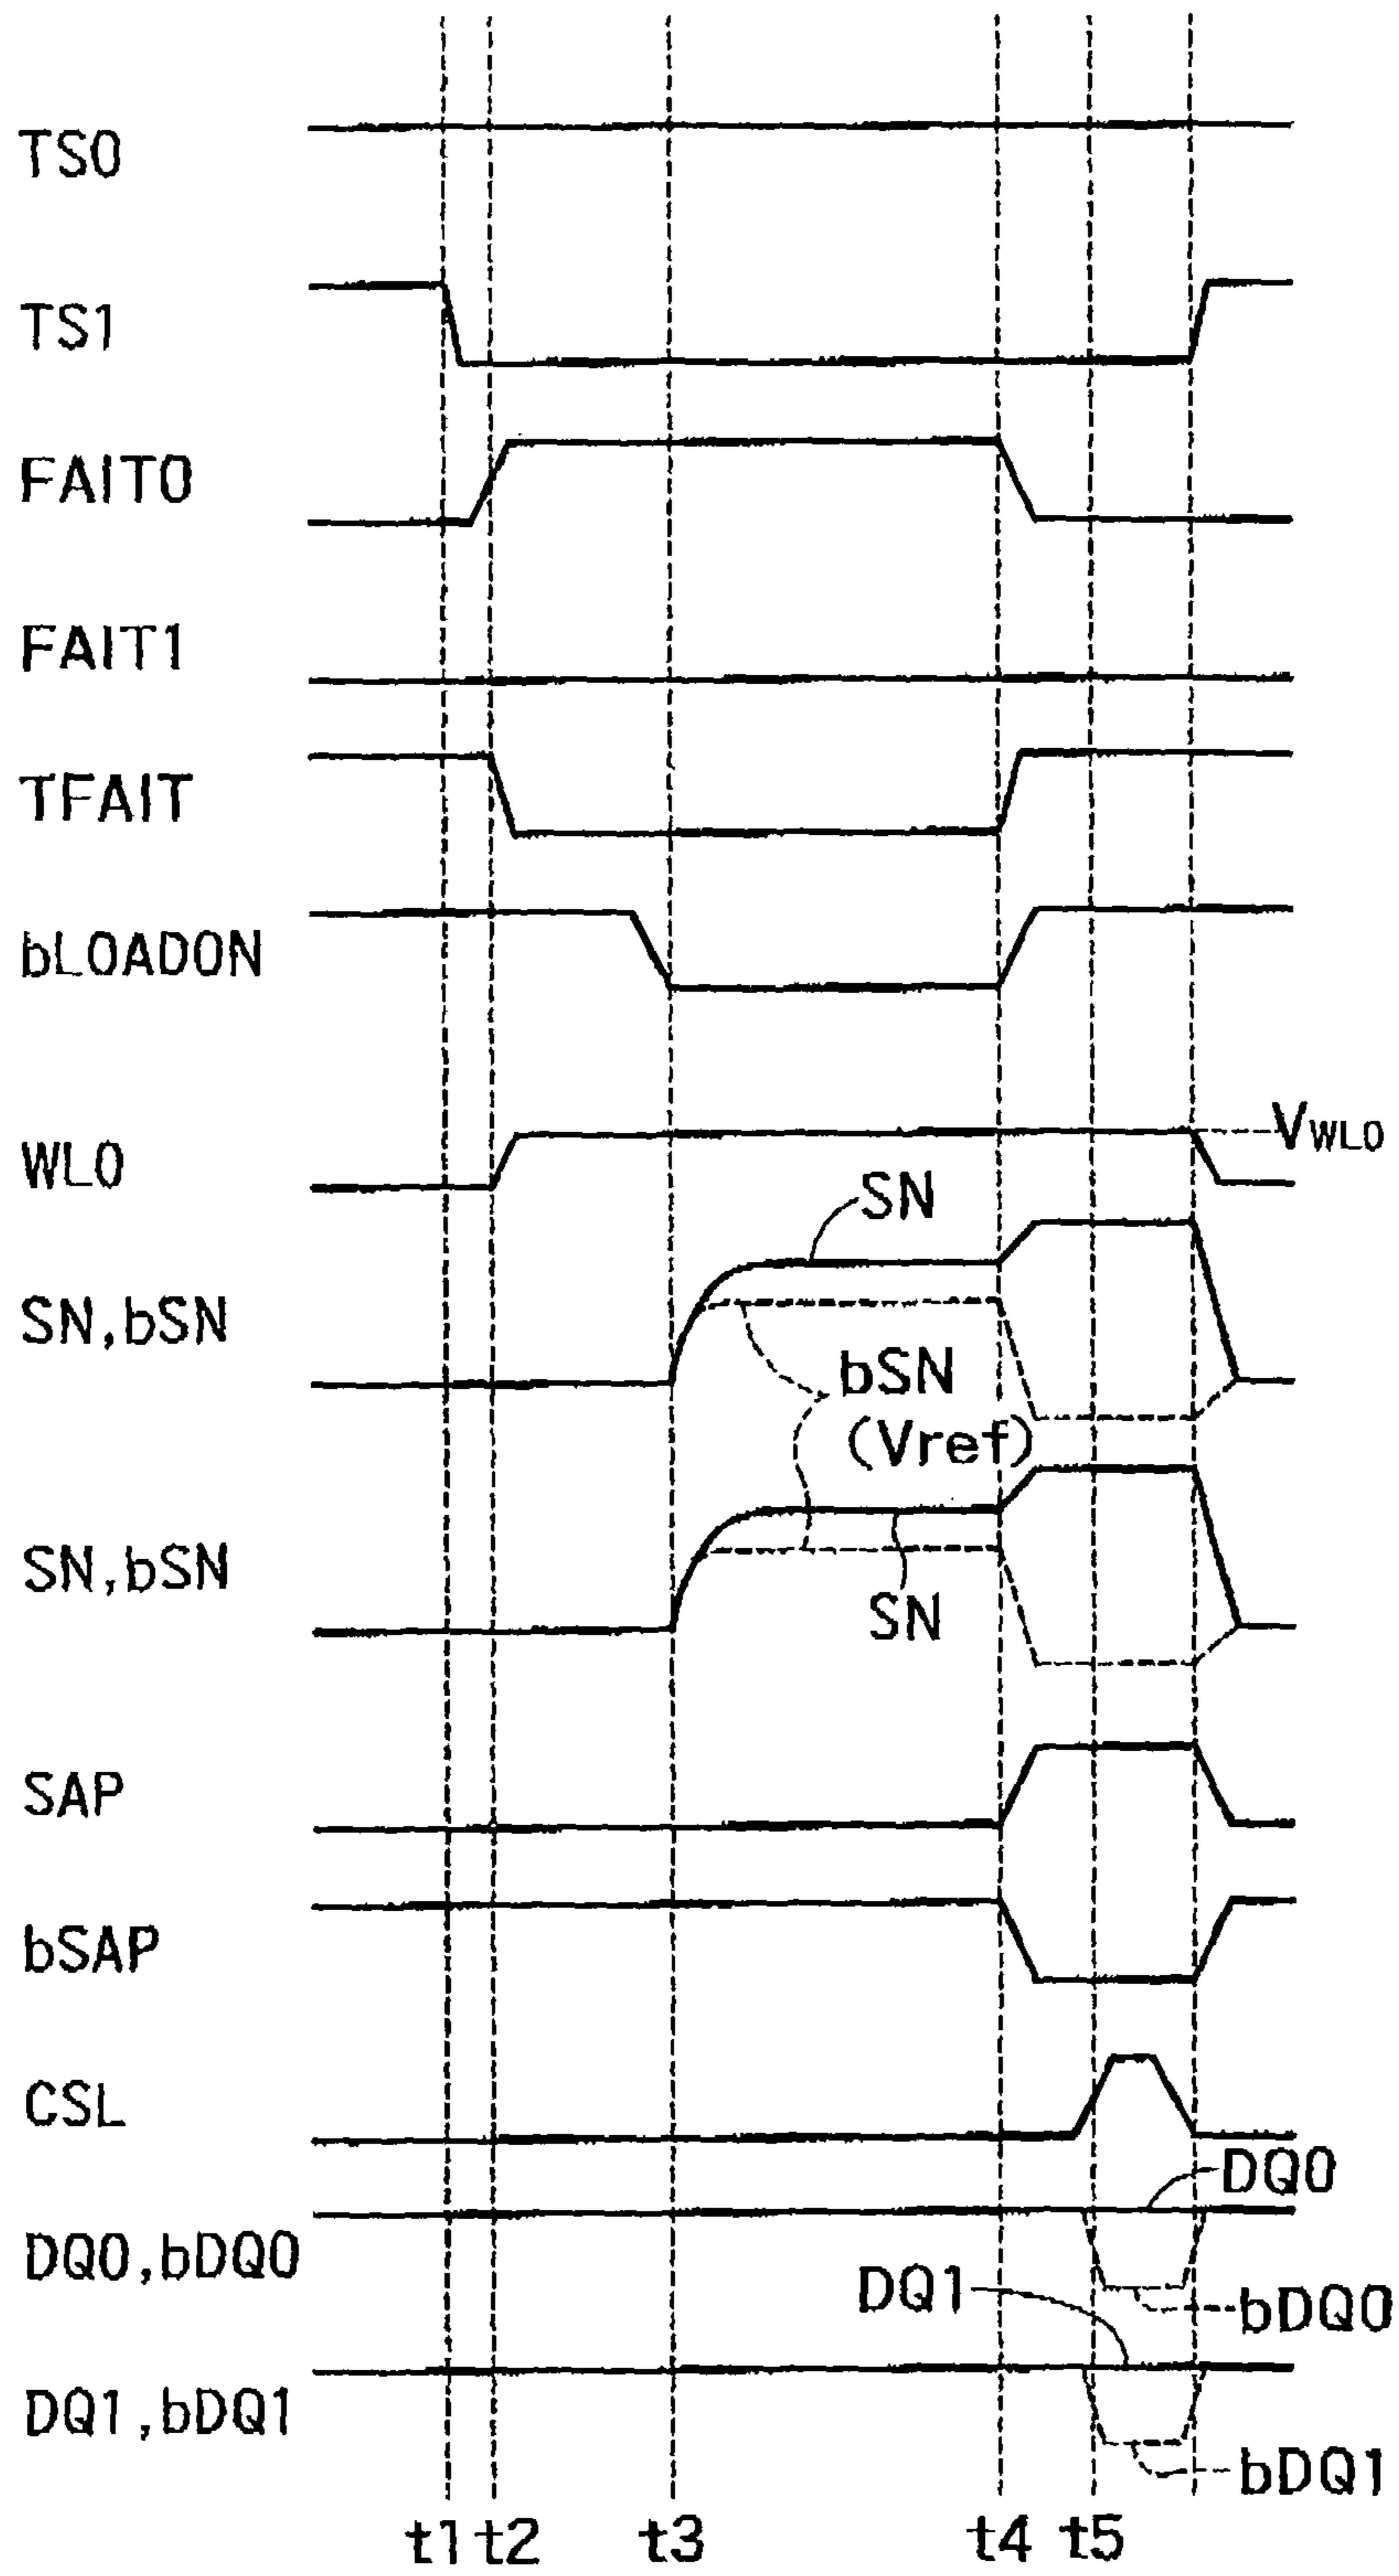 TS0
TS1
FAIT0
FAIT1
TFAIT
bLOADON
WL0
VWL0
SN
SN,bSN
bSN
(Vref)
SN,bSN
SN
SAP
bSAP
CSL
DQ0
DQ0,bDQ0
DQ1
bDQ0
DQ1,bDQ1
bDQ1
t1 t2 t3 t4 t5